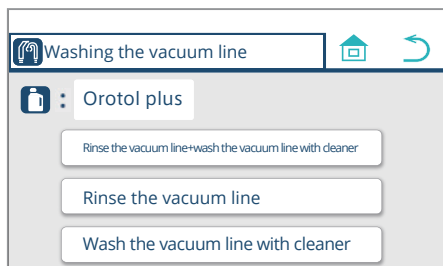 Washing the vacuum line
: Orotol plus
Rinse the vacuum line+wash the vacuum line with cleaner
Rinse the vacuum line
Wash the vacuum line with cleaner